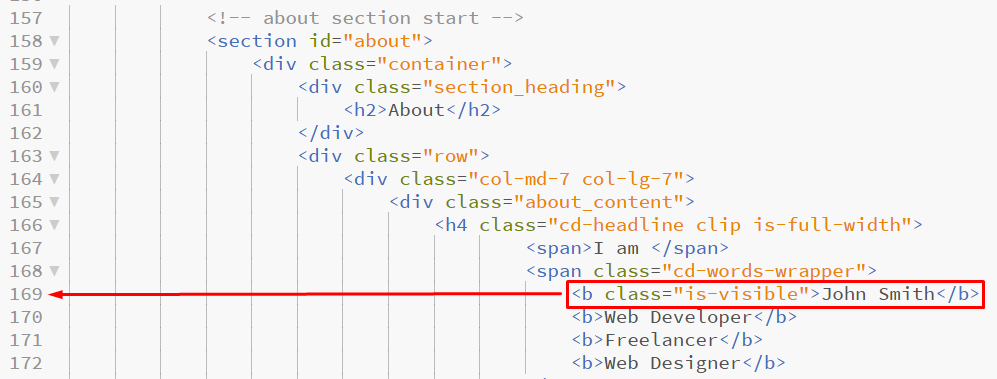 157 <!-- about section start -->
158 <section id="about">
159 <div class="container">
160 <div class="section_heading">
161 <h2>About</h2>
162 </div>
163 <div class="row">
164 <div class="col-md-7 col-lg-7">
165 <div class="about_content">
166 <h4 class="cd-headline clip is-full-width">
167 <span>I am </span>
168 <span class="cd-words-wrapper">
169 <b class="is-visible">John Smith</b>
170 <b>Web Developer</b>
171 <b>Freelancer</b>
172 <b>Web Designer</b>